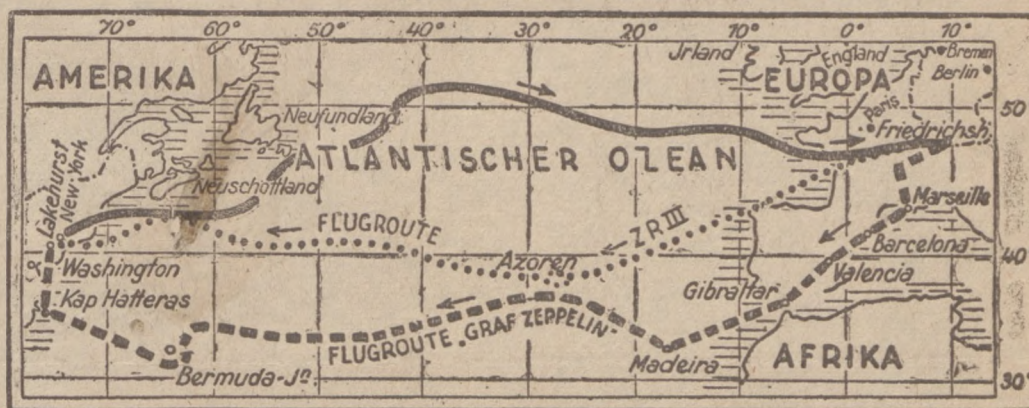 70° 60° 50° 40° 30° 20° 10° 0° 10°
AMERIKA
Jrland
England
EUROPA
Bremen
Berlin
50°
Paris
Neufundland
Friedrichsh.
ATLANTISCHER OZEAN
Lakehurst
New-York
Neuschottland
Marseille
FLUGROUTE
Z.R.III
Barcelona
Azoren
40°
Washington
Valencia
Kap Hatteras
Gibraltar
FLUGROUTE „GRAF ZEPPELIN"
Madeira
AFRIKA
Bermuda-Jn
30°